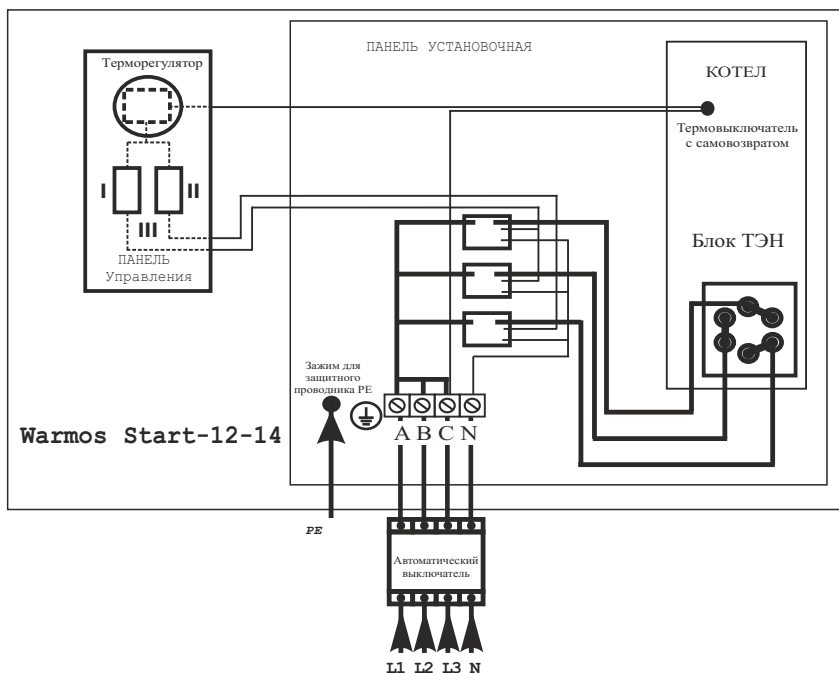 ПАНЕЛЬ УСТАНОВОЧНАЯ
Терморегулятор
КОТЕЛ
Термовыключатель
с самовозвратом
I
II
III
ПАНЕЛЬ
Управления
Блок ТЭН
Зажим для
защитного
проводника PE
Warmos Start-12-14
A B C N
PE
Автоматический
выключатель
L1 L2 L3 N